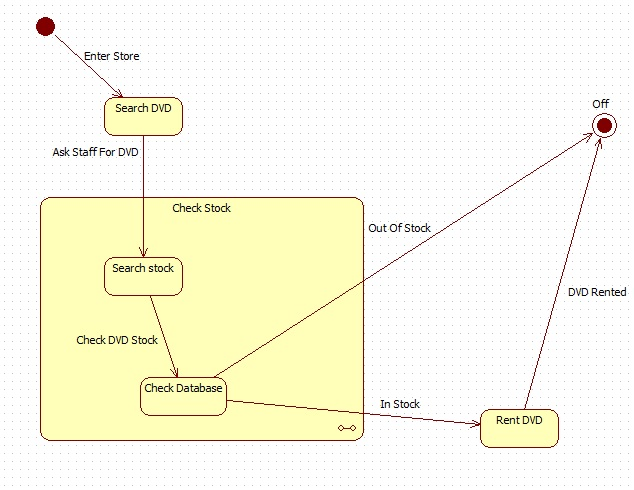 Enter Store
Search DVD
Off
Ask Staff For DVD
Check Stock
Out Of Stock
Search stock
DVD Rented
Check DVD Stock
Check Database
In Stock
Rent DVD